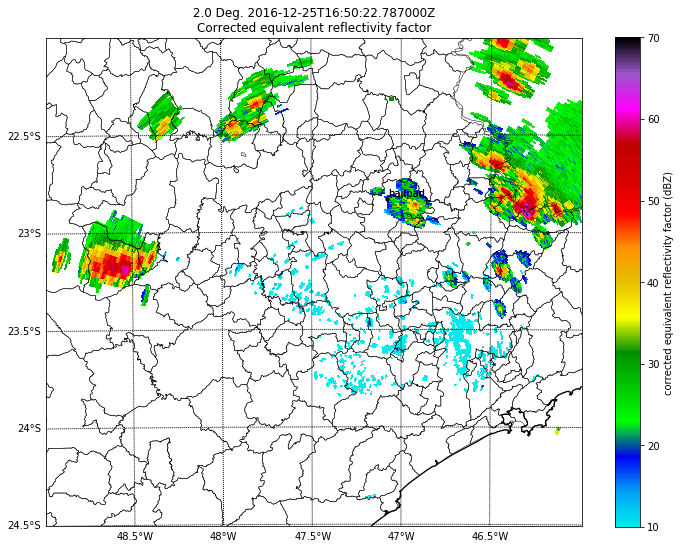 2.0 Deg. 2016-12-25T16:50:22.787000Z
Corrected equivalent reflectivity factor
70
60
50
40
30
20
10
corrected equivalent reflectivity factor (dBZ)
22.5°S
23°S
23.5°S
24°S
24.5°S
48.5°W
48°W
47.5°W
47°W
46.5°W